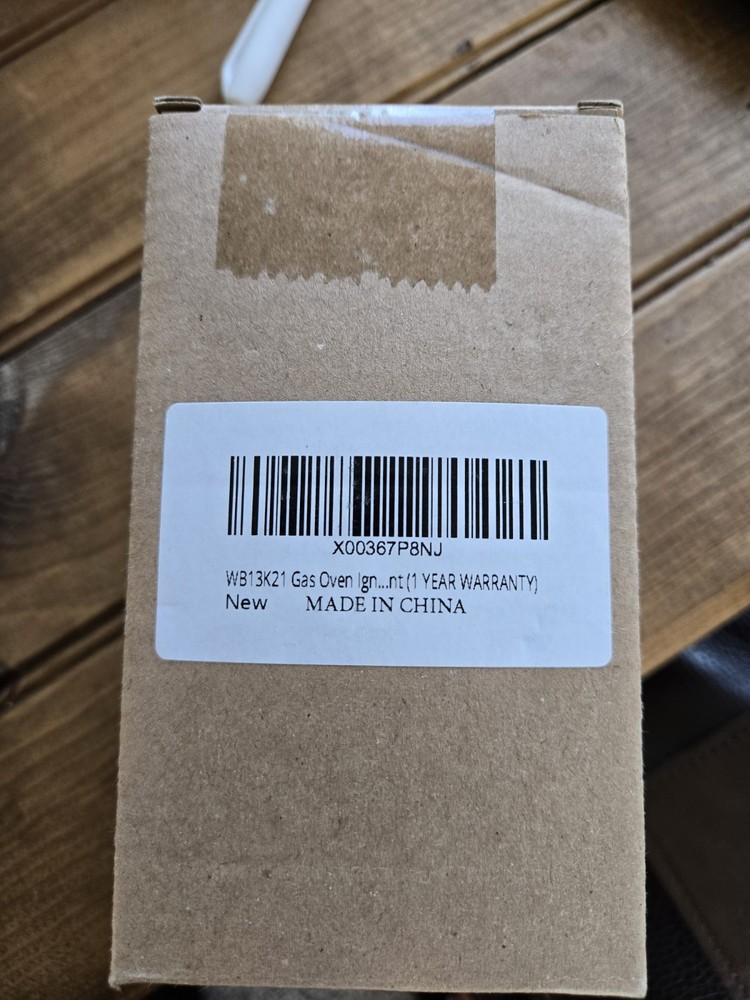 X00367P8NJ
WB13K21 Gas Oven Ign...nt (1 YEAR WARRANTY)
New MADE IN CHINA